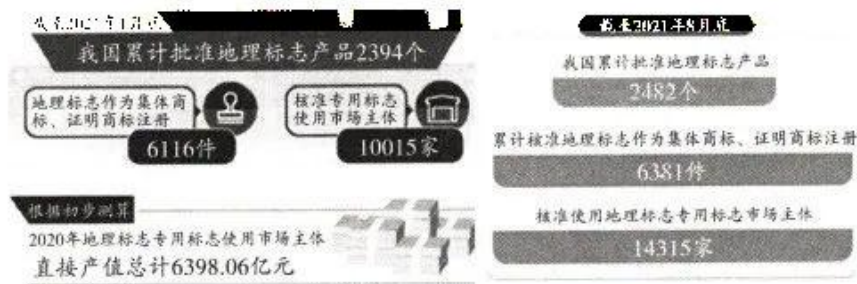 我国累计批准地理标志产品2394个
地理标志作为集体商
标、证明商标注册
6116件
核准专用标志
使用市场主体
10015家
根据初步测算
2020年地理标志专用标志使用市场主体
直接产值总计6398.06亿元
截至2021年8月底
我国累计批准地理标志产品
2482个
累计核准地理标志作为集体商标、证明商标注册
6381件
核准使用地理标志专用标志市场主体
14315家